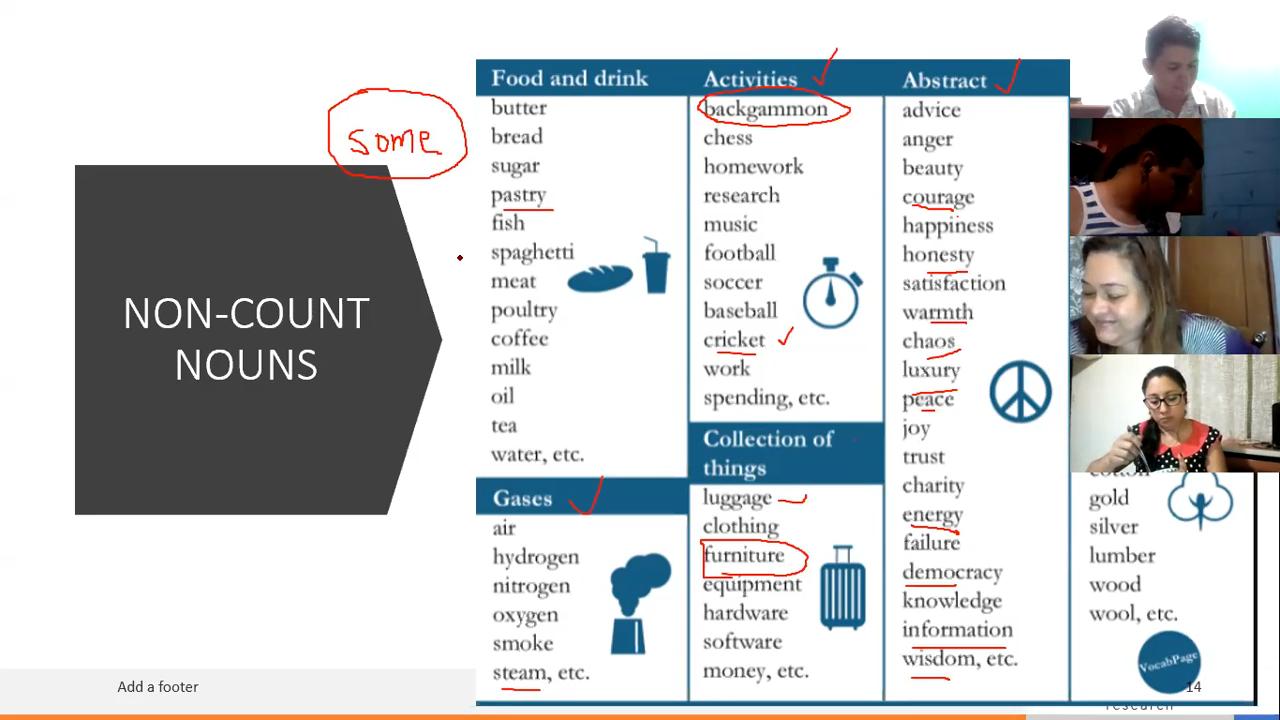 some
NON-COUNT
NOUNS
Food and drink
butter
bread
sugar
pastry
fish
spaghetti
meat
poultry
coffee
milk
oil
tea
water, etc.
Gases
air
hydrogen
nitrogen
oxygen
smoke
steam, etc.
Activities
backgammon
chess
homework
research
music
football
soccer
baseball
cricket
work
spending, etc.
Collection of
things
luggage
clothing
furniture
equipment
hardware
software
money, etc.
Abstract
advice
anger
beauty
courage
happiness
honesty
satisfaction
warmth
chaos
luxury
peace
joy
trust
charity
energy
failure
democracy
knowledge
information
wisdom, etc.
cotton
gold
silver
lumber
wood
wool, etc.
VocabPage
Add a footer
14
research